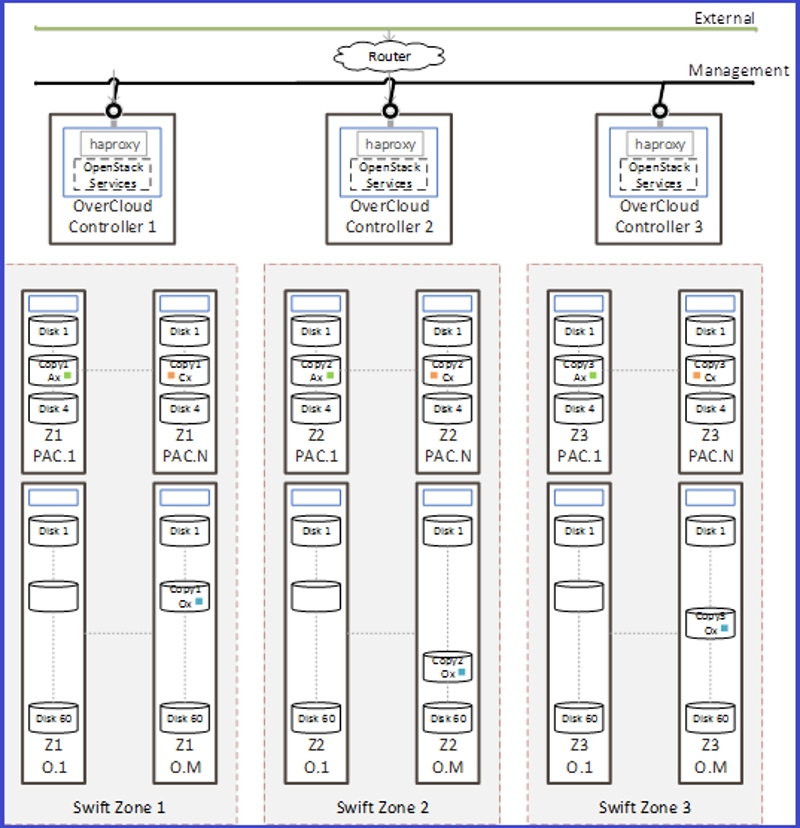 External
Router
Management
haproxy
OpenStack
Services
OverCloud
Controller 1
haproxy
OpenStack
Services
OverCloud
Controller 2
haproxy
OpenStack
Services
OverCloud
Controller 3
Disk 1
Copy1
Ax
Disk 4
Z1
PAC.1
Disk 1
Copy1
Cx
Disk 4
Z1
PAC.N
Disk 1
Copy2
Ax
Disk 4
Z2
PAC.1
Disk 1
Copy2
Cx
Disk 4
Z2
PAC.N
Disk 1
Copy3
Ax
Disk 4
Z3
PAC.1
Disk 1
Copy3
Cx
Disk 4
Z3
PAC.N
Disk 1
Disk 60
Z1
O.1
Disk 1
Copy1
Ox
Disk 60
Z1
O.M
Disk 1
Disk 60
Z2
O.1
Disk 1
Copy2
Ox
Disk 60
Z2
O.M
Disk 1
Disk 60
Z3
O.1
Disk 1
Copy3
Ox
Disk 60
Z3
O.M
Swift Zone 1
Swift Zone 2
Swift Zone 3